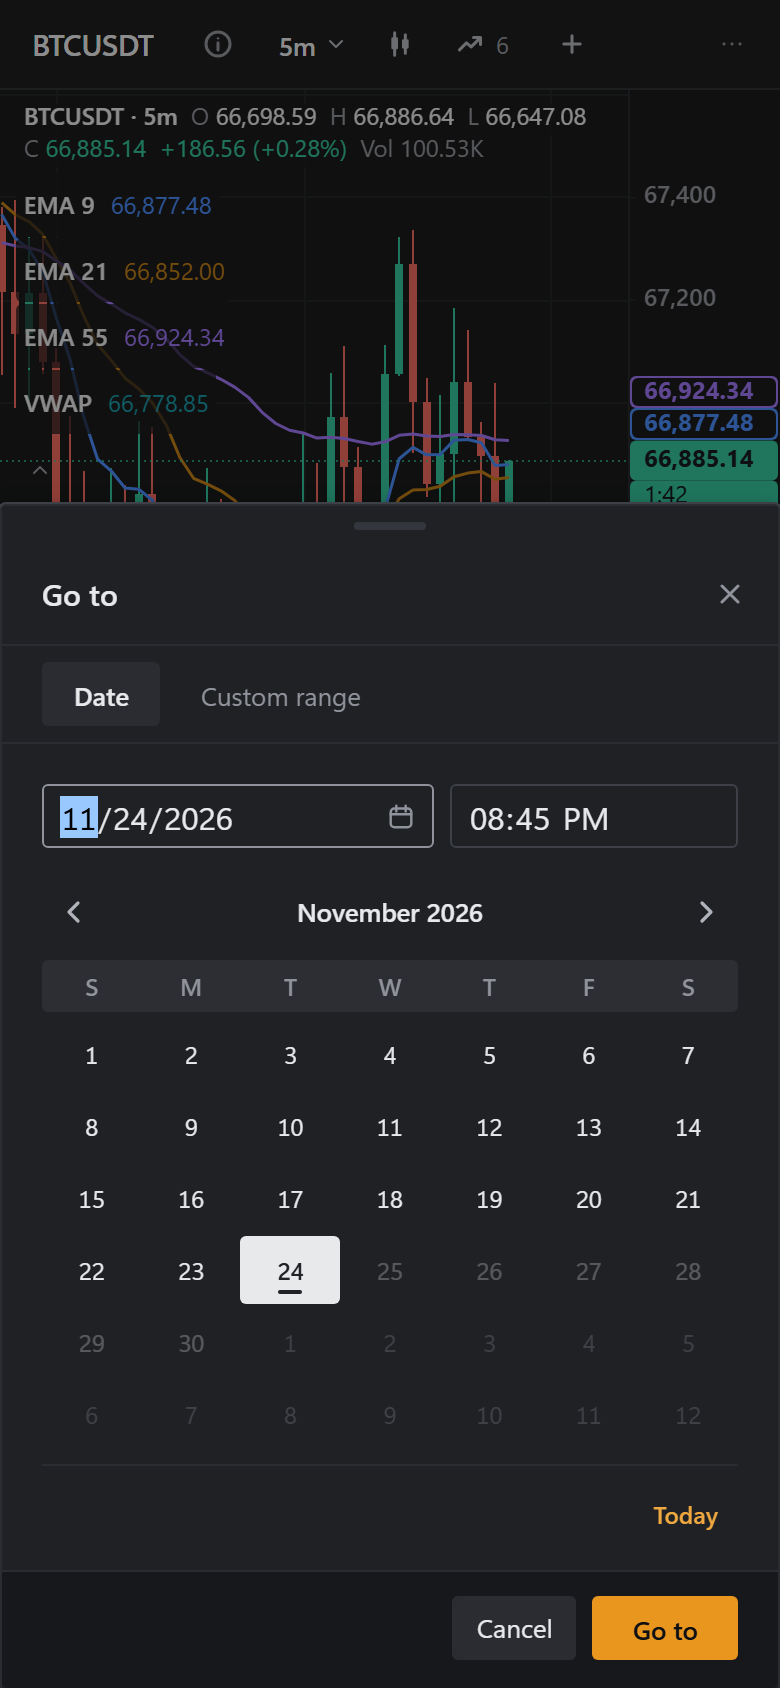 BTCUSDT 5m 6
BTCUSDT · 5m O 66,698.59 H 66,886.64 L 66,647.08
C 66,885.14 +186.56 (+0.28%) Vol 100.53K
67,400
EMA 9 66,877.48
EMA 21 66,852.00
67,200
EMA 55 66,924.34
66,924.34
VWAP 66,778.85
66,877.48
66,885.14
1:42
Go to
Date Custom range
11/24/2026 08:45 PM
November 2026
S M T W T F S
1 2 3 4 5 6 7
8 9 10 11 12 13 14
15 16 17 18 19 20 21
22 23 24 25 26 27 28
29 30 1 2 3 4 5
6 7 8 9 10 11 12
Today
Cancel Go to